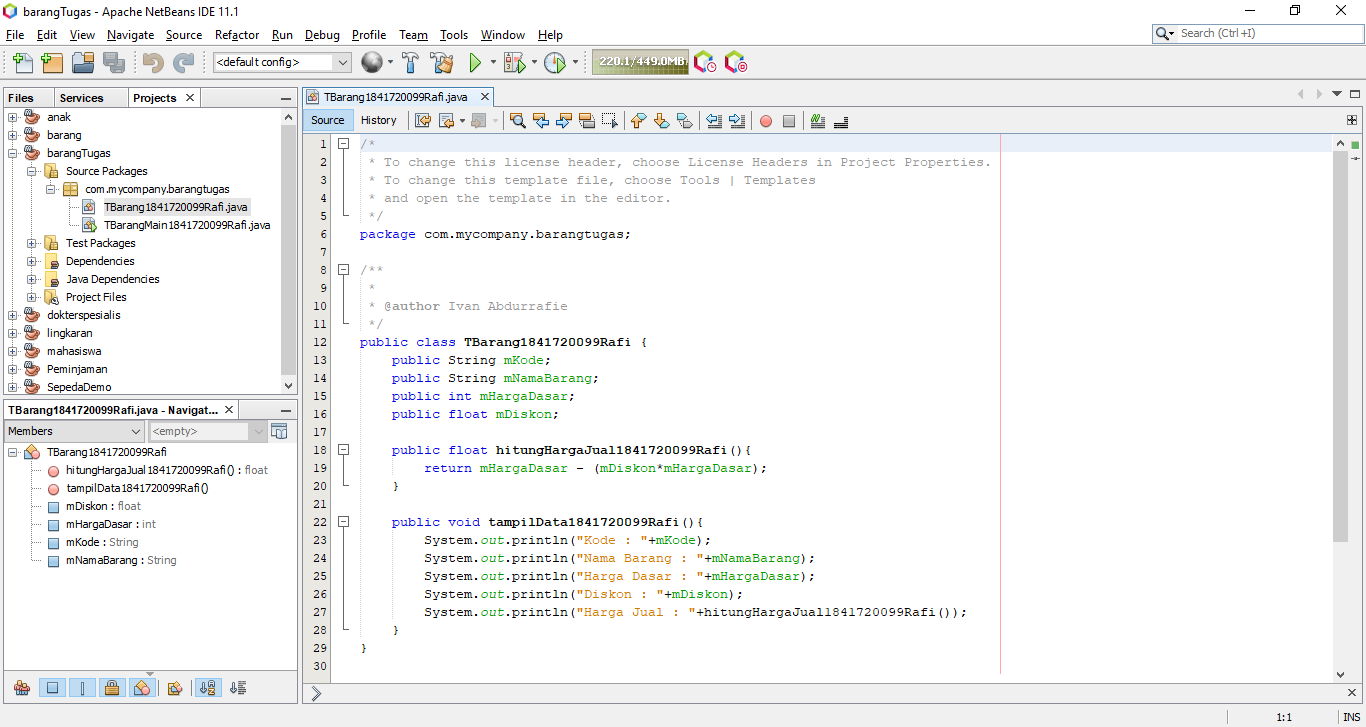 barangTugas - Apache NetBeans IDE 11.1
File Edit View Navigate Source Refactor Run Debug Profile Team Tools Window Help
Search (Ctrl+I)
<default config>
220.1/449.0MB
Files Services Projects
anak
barang
barangTugas
Source Packages
com.mycompany.barangtugas
TBarang1841720099Rafi.java
TBarangMain1841720099Rafi.java
Test Packages
Dependencies
Java Dependencies
Project Files
dokterspesialis
lingkaran
mahasiswa
Peminjaman
SepedaDemo
TBarang1841720099Rafi.java - Navigat...
Members <empty>
TBarang1841720099Rafi
hitungHargaJual1841720099Rafi() : float
tampilData1841720099Rafi()
mDiskon : float
mHargaDasar : int
mKode : String
mNamaBarang : String
TBarang1841720099Rafi.java
Source History
1 /*
2  * To change this license header, choose License Headers in Project Properties.
3  * To change this template file, choose Tools | Templates
4  * and open the template in the editor.
5  */
6 package com.mycompany.barangtugas;
7
8 /**
9  *
10  * @author Ivan Abdurrafie
11  */
12 public class TBarang1841720099Rafi {
13     public String mKode;
14     public String mNamaBarang;
15     public int mHargaDasar;
16     public float mDiskon;
17
18     public float hitungHargaJual1841720099Rafi(){
19         return mHargaDasar - (mDiskon*mHargaDasar);
20     }
21
22     public void tampilData1841720099Rafi(){
23         System.out.println("Kode : "+mKode);
24         System.out.println("Nama Barang : "+mNamaBarang);
25         System.out.println("Harga Dasar : "+mHargaDasar);
26         System.out.println("Diskon : "+mDiskon);
27         System.out.println("Harga Jual : "+hitungHargaJual1841720099Rafi());
28     }
29 }
30
1:1 INS